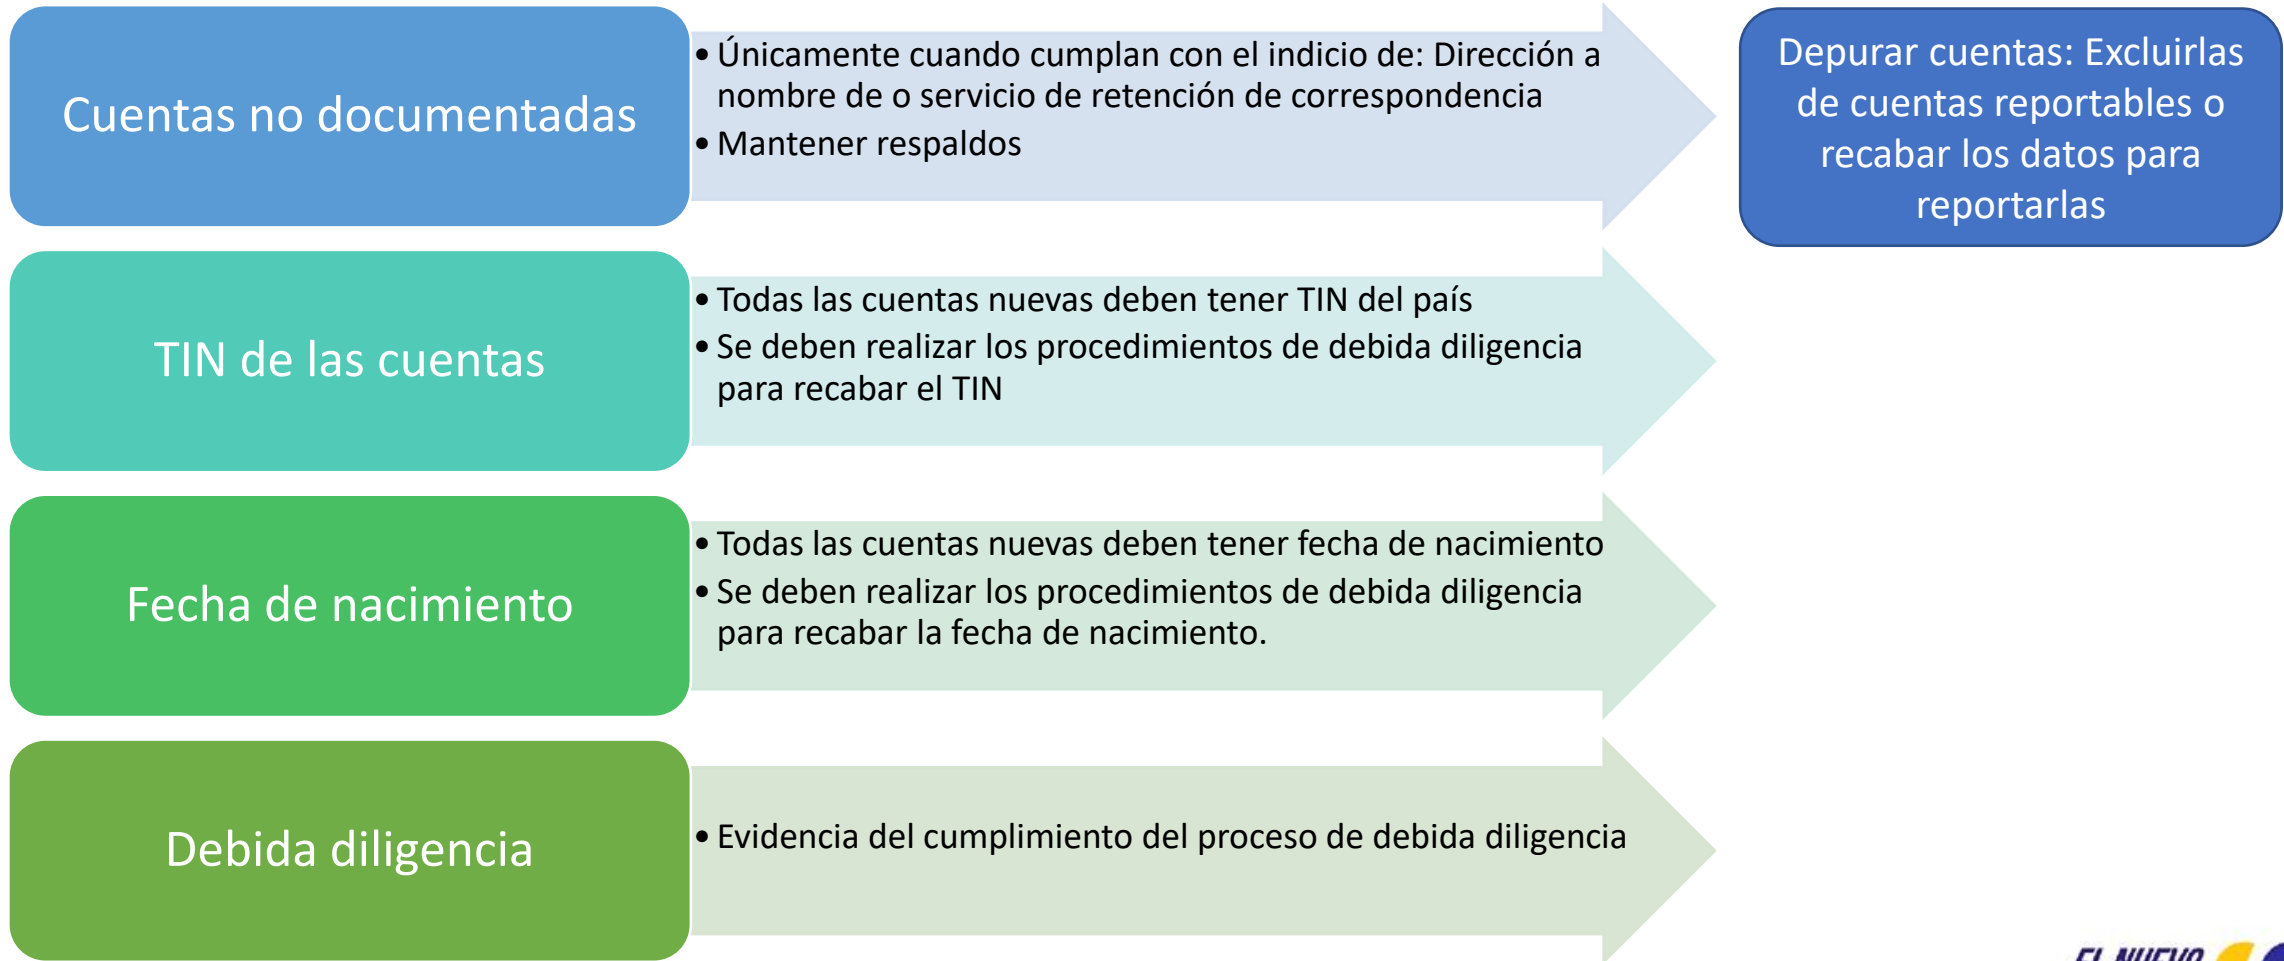 Cuentas no documentadas
• Únicamente cuando cumplan con el indicio de: Dirección a
nombre de o servicio de retención de correspondencia
• Mantener respaldos
Depurar cuentas: Excluirlas
de cuentas reportables o
recabar los datos para
reportarlas
TIN de las cuentas
• Todas las cuentas nuevas deben tener TIN del país
• Se deben realizar los procedimientos de debida diligencia
para recabar el TIN
Fecha de nacimiento
• Todas las cuentas nuevas deben tener fecha de nacimiento
• Se deben realizar los procedimientos de debida diligencia
para recabar la fecha de nacimiento.
Debida diligencia
• Evidencia del cumplimiento del proceso de debida diligencia
EL NUEVO